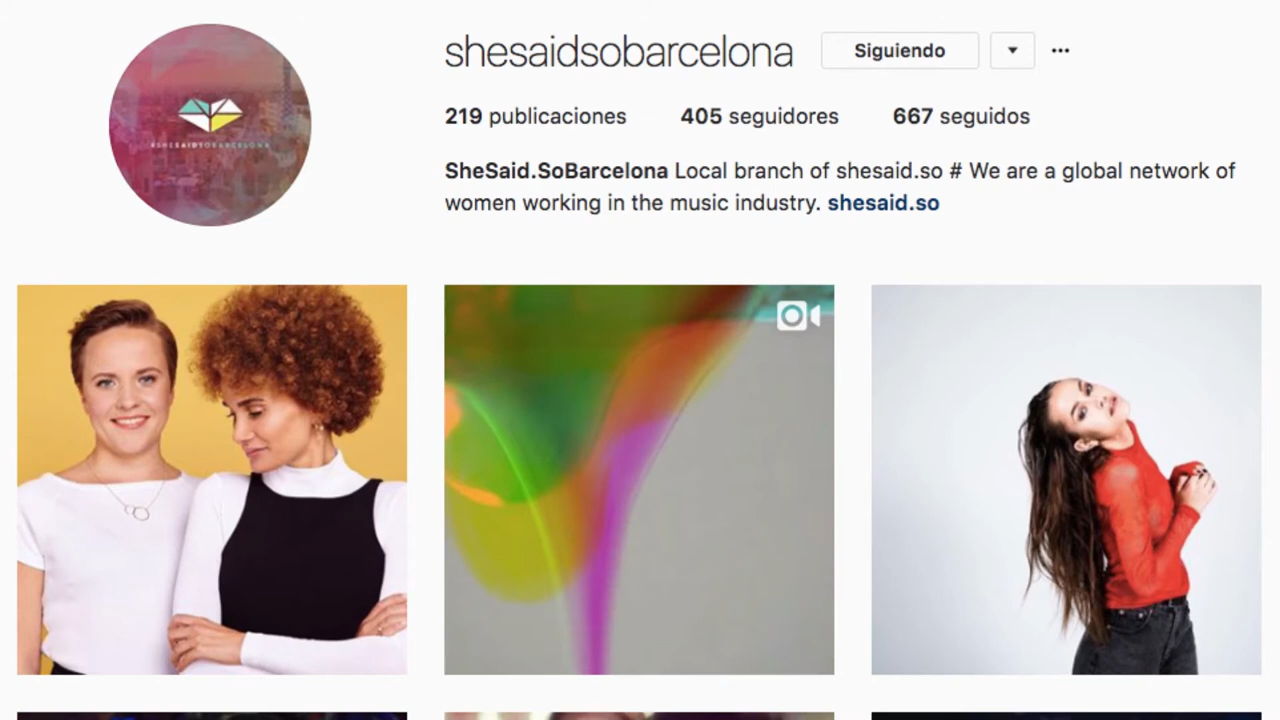 shesaidsobarcelona Siguiendo
219 publicaciones 405 seguidores 667 seguidos
SheSaid.SoBarcelona Local branch of shesaid.so # We are a global network of
women working in the music industry. shesaid.so
#SHESAIDSOBARCELONA